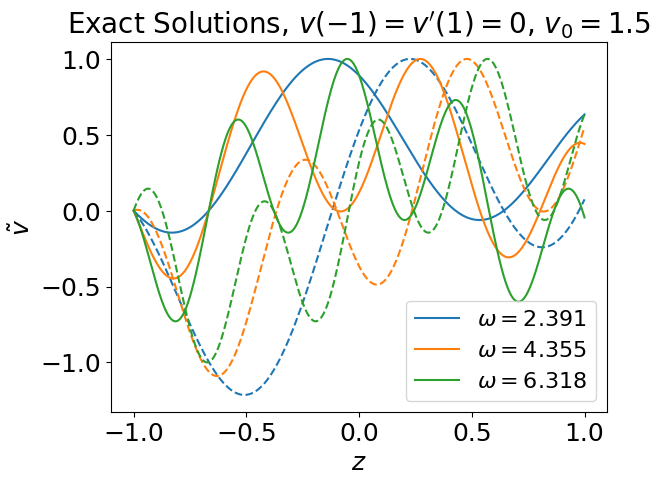 Exact Solutions, v(−1) = v′(1) = 0, v₀ = 1.5
1.0
0.5
0.0
−0.5
−1.0
ṽ
ω = 2.391
ω = 4.355
ω = 6.318
−1.0 −0.5 0.0 0.5 1.0
z